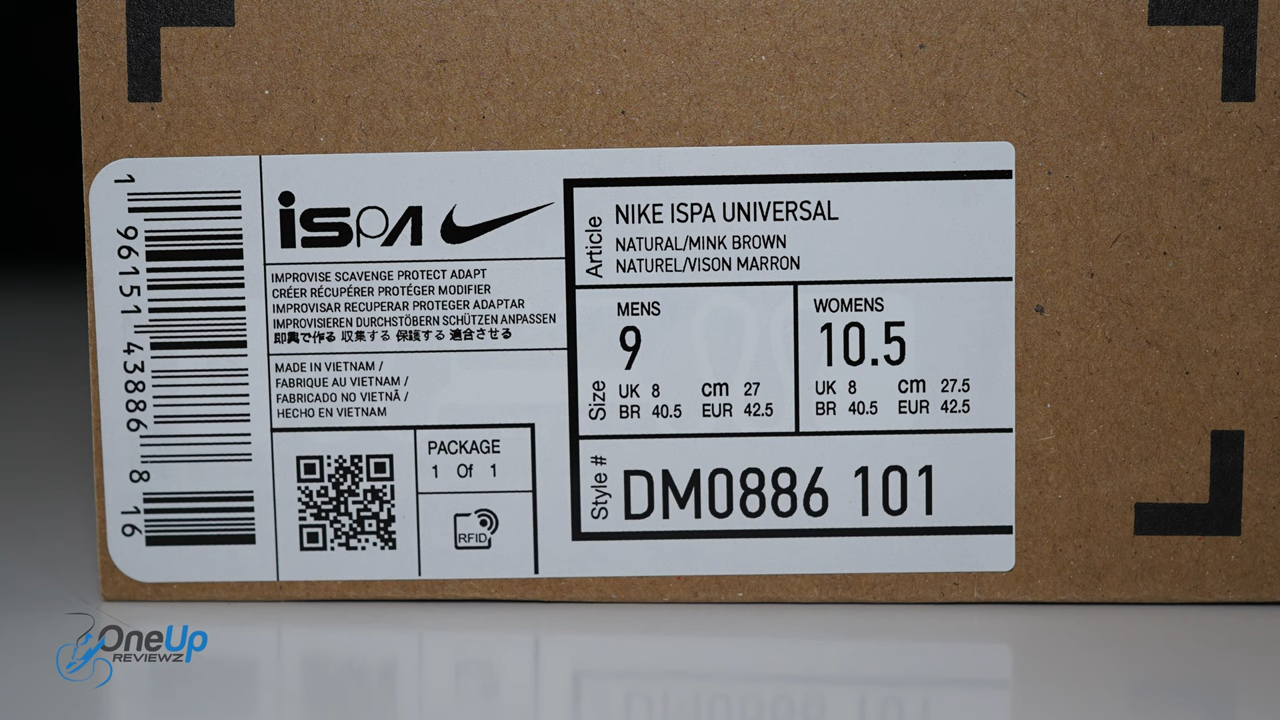 1 96151 43886 8 16
iSPA
IMPROVISE SCAVENGE PROTECT ADAPT
CRÉER RÉCUPÉRER PROTÉGER MODIFIER
IMPROVISAR RECUPERAR PROTEGER ADAPTAR
IMPROVISIEREN DURCHSTÖBERN SCHÜTZEN ANPASSEN
即興で作る 収集する 保護する 適合させる
MADE IN VIETNAM /
FABRIQUE AU VIETNAM /
FABRICADO NO VIETNÃ /
HECHO EN VIETNAM
PACKAGE
1 Of 1
RFID
Article
NIKE ISPA UNIVERSAL
NATURAL/MINK BROWN
NATUREL/VISON MARRON
Size
MENS
9
UK 8 cm 27
BR 40.5 EUR 42.5
WOMENS
10.5
UK 8 cm 27.5
BR 40.5 EUR 42.5
Style #
DM0886 101
OneUp
REVIEWZ